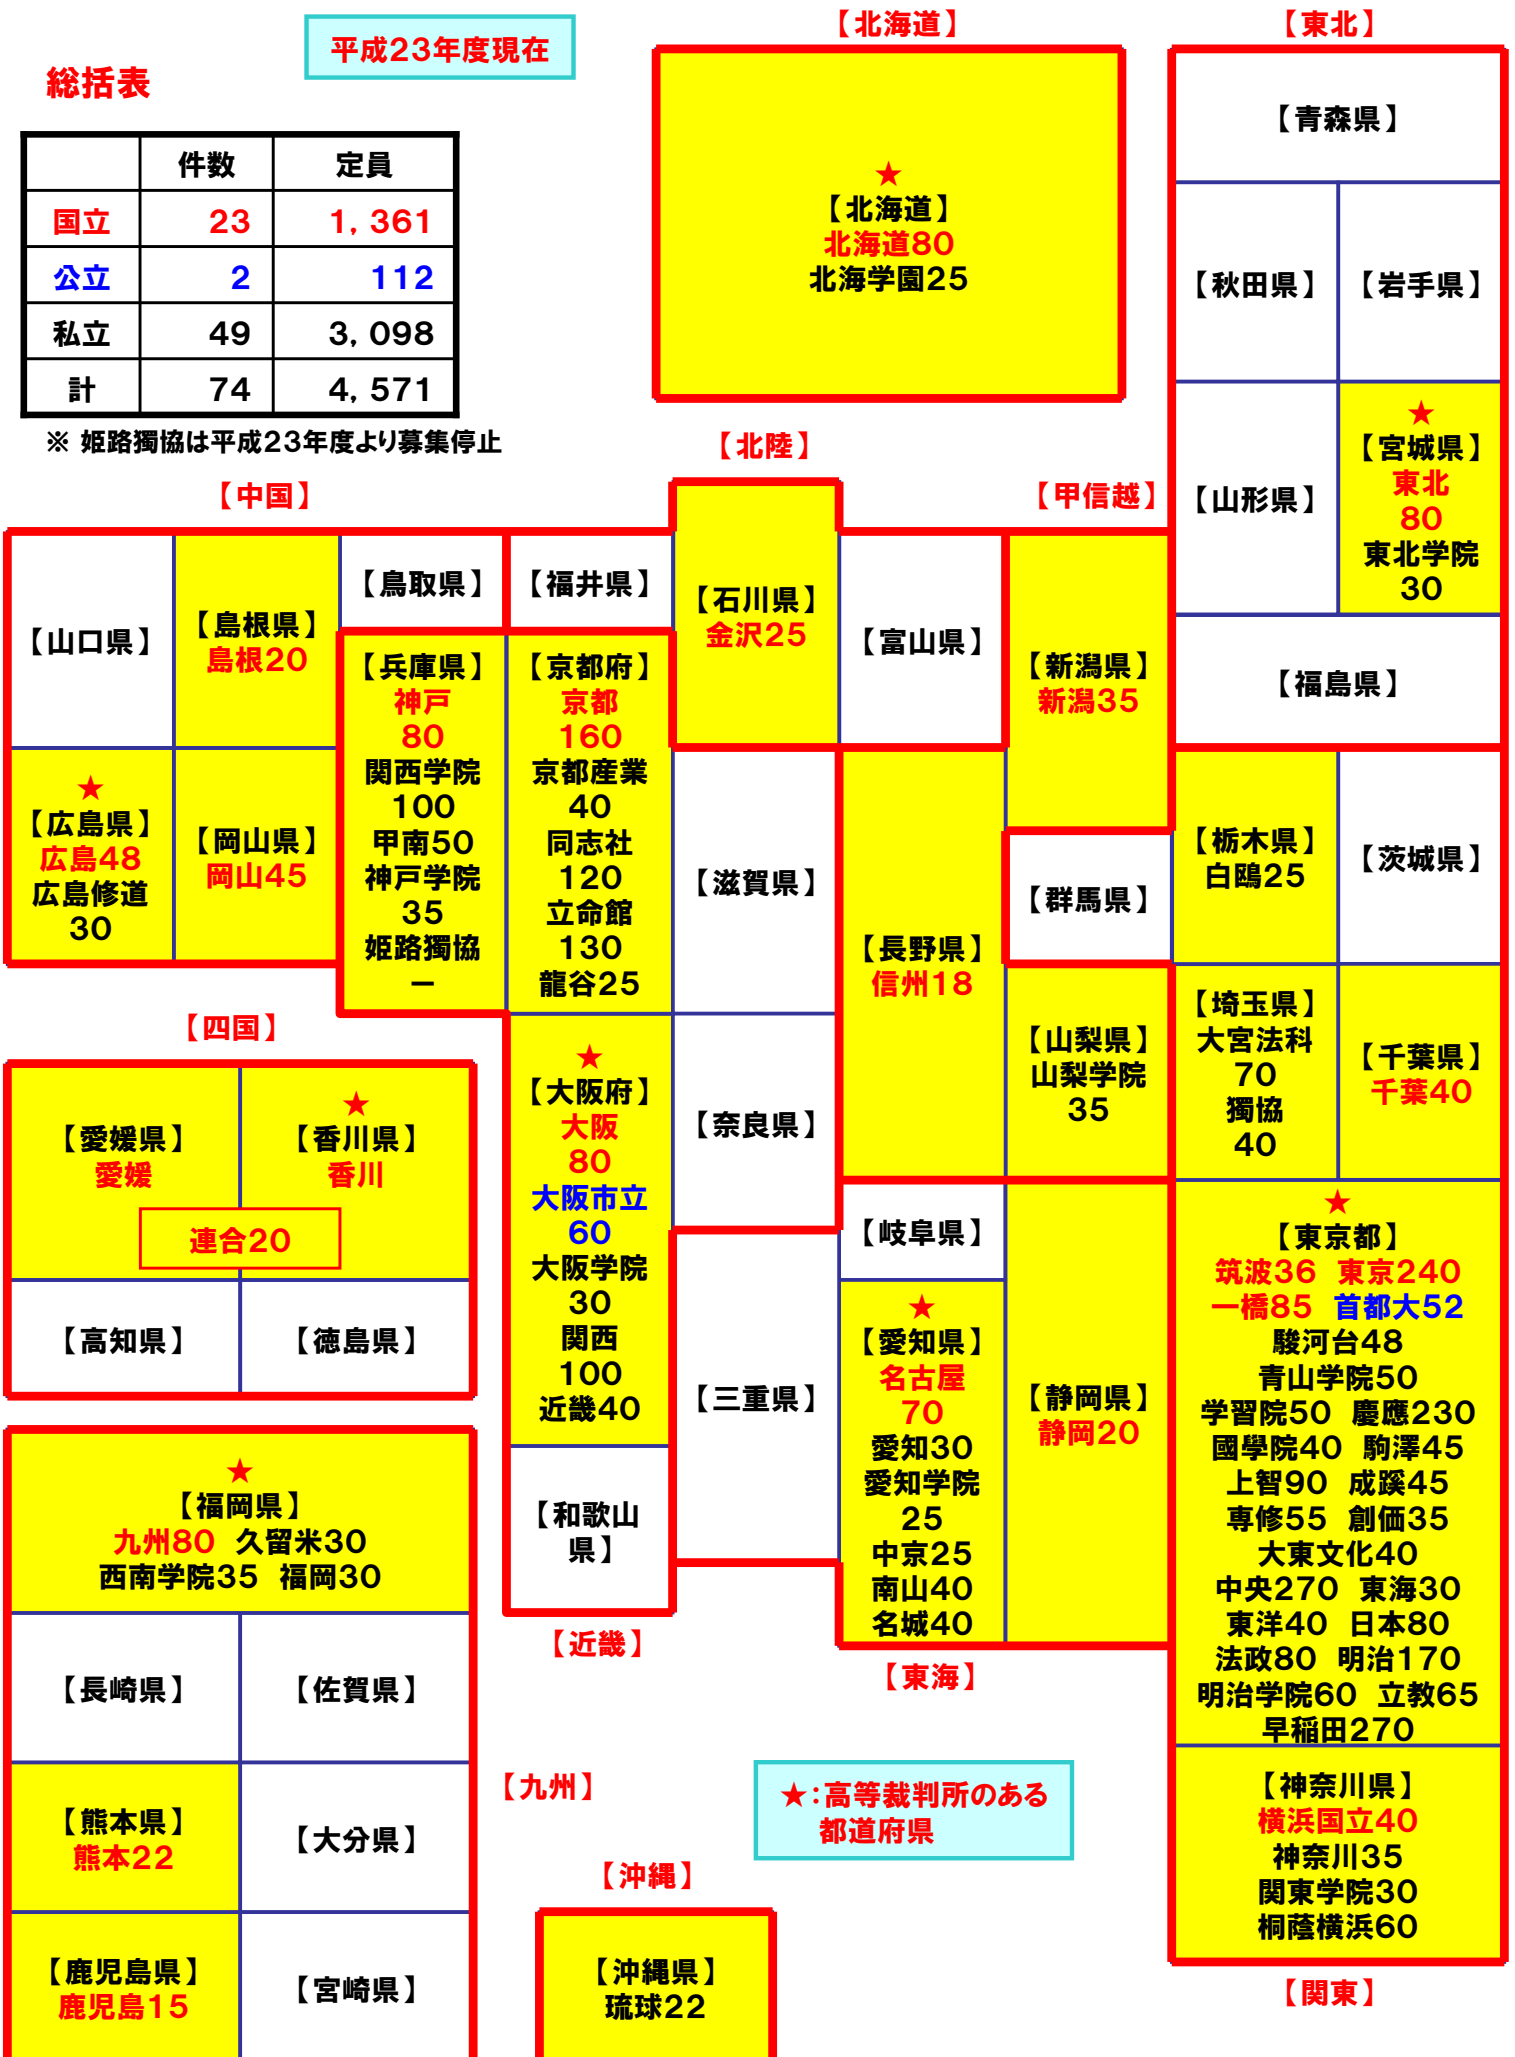 平成23年度現在
総括表
件数 定員
国立 23 1, 361
公立 2 112
私立 49 3, 098
計 74 4, 571
※ 姫路獨協は平成23年度より募集停止
【北海道】
★
【北海道】
北海道80
北海学園25
【東北】
【青森県】
【秋田県】
【岩手県】
【山形県】
★
【宮城県】
東北
80
東北学院
30
【福島県】
【北陸】
【福井県】
【石川県】
金沢25
【富山県】
【甲信越】
【新潟県】
新潟35
【長野県】
信州18
【山梨県】
山梨学院
35
【中国】
【山口県】
【島根県】
島根20
【鳥取県】
★
【広島県】
広島48
広島修道
30
【岡山県】
岡山45
【兵庫県】
神戸
80
関西学院
100
甲南50
神戸学院
35
姫路獨協
－
【京都府】
京都
160
京都産業
40
同志社
120
立命館
130
龍谷25
【滋賀県】
【奈良県】
★
【大阪府】
大阪
80
大阪市立
60
大阪学院
30
関西
100
近畿40
【和歌山
県】
【近畿】
【四国】
【愛媛県】
愛媛
★
【香川県】
香川
連合20
【高知県】
【徳島県】
【三重県】
【岐阜県】
★
【愛知県】
名古屋
70
愛知30
愛知学院
25
中京25
南山40
名城40
【静岡県】
静岡20
【東海】
【群馬県】
【栃木県】
白鴎25
【茨城県】
【埼玉県】
大宮法科
70
獨協
40
【千葉県】
千葉40
★
【東京都】
筑波36 東京240
一橋85 首都大52
駿河台48
青山学院50
学習院50 慶應230
國學院40 駒澤45
上智90 成蹊45
専修55 創価35
大東文化40
中央270 東海30
東洋40 日本80
法政80 明治170
明治学院60 立教65
早稲田270
【神奈川県】
横浜国立40
神奈川35
関東学院30
桐蔭横浜60
【関東】
★
【福岡県】
九州80 久留米30
西南学院35 福岡30
【長崎県】
【佐賀県】
【熊本県】
熊本22
【大分県】
【鹿児島県】
鹿児島15
【宮崎県】
【九州】
★：高等裁判所のある
都道府県
【沖縄】
【沖縄県】
琉球22